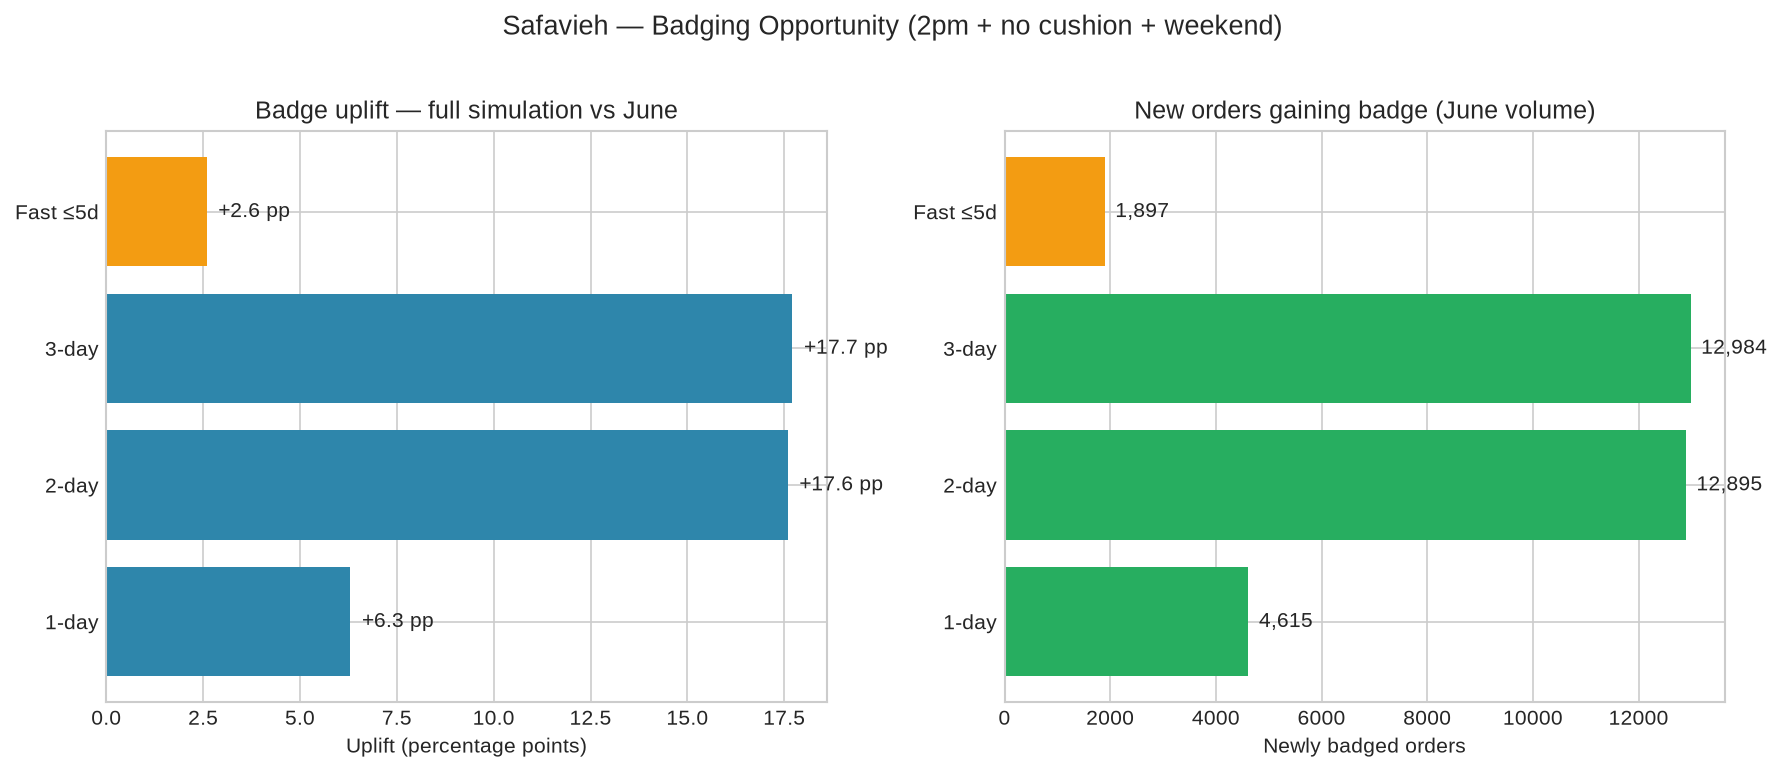 Safavieh — Badging Opportunity (2pm + no cushion + weekend)
Badge uplift — full simulation vs June
Fast ≤5d
+2.6 pp
3-day
+17.7 pp
2-day
+17.6 pp
1-day
+6.3 pp
0.0 2.5 5.0 7.5 10.0 12.5 15.0 17.5
Uplift (percentage points)
New orders gaining badge (June volume)
Fast ≤5d
1,897
3-day
12,984
2-day
12,895
1-day
4,615
0 2000 4000 6000 8000 10000 12000
Newly badged orders